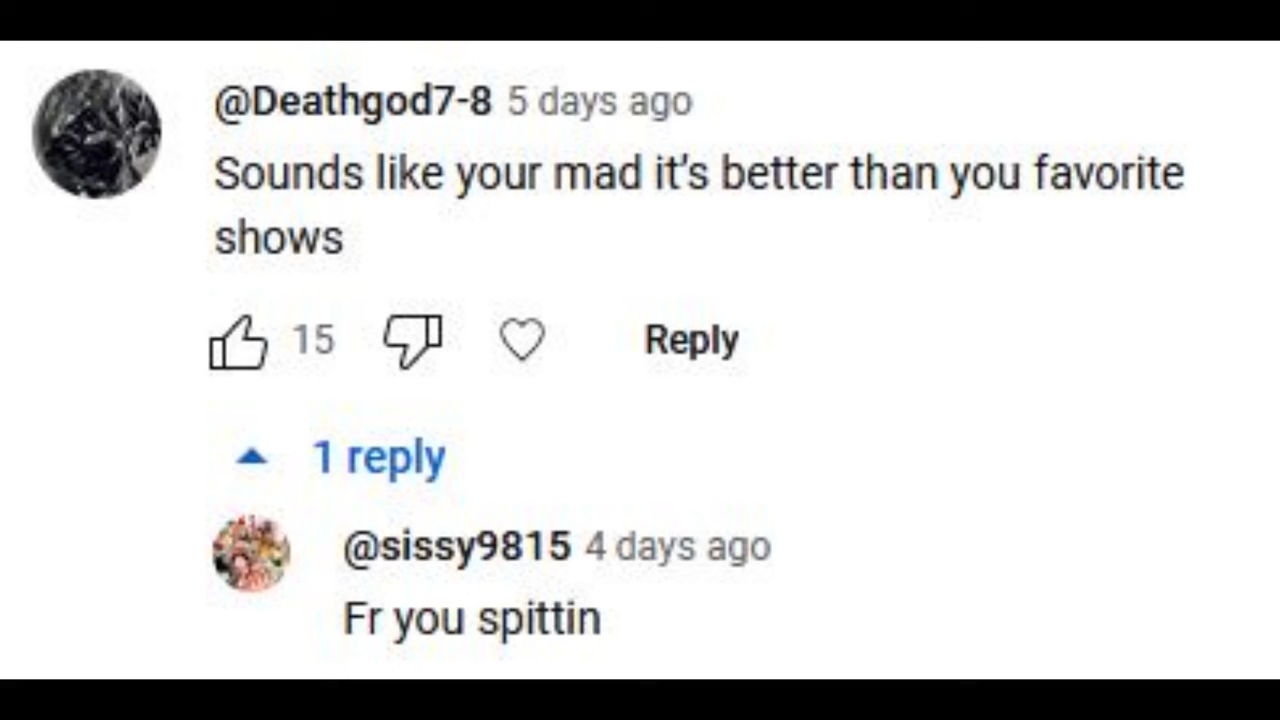 @Deathgod7-8 5 days ago
Sounds like your mad it's better than you favorite
shows
15 Reply
1 reply
@sissy9815 4 days ago
Fr you spittin